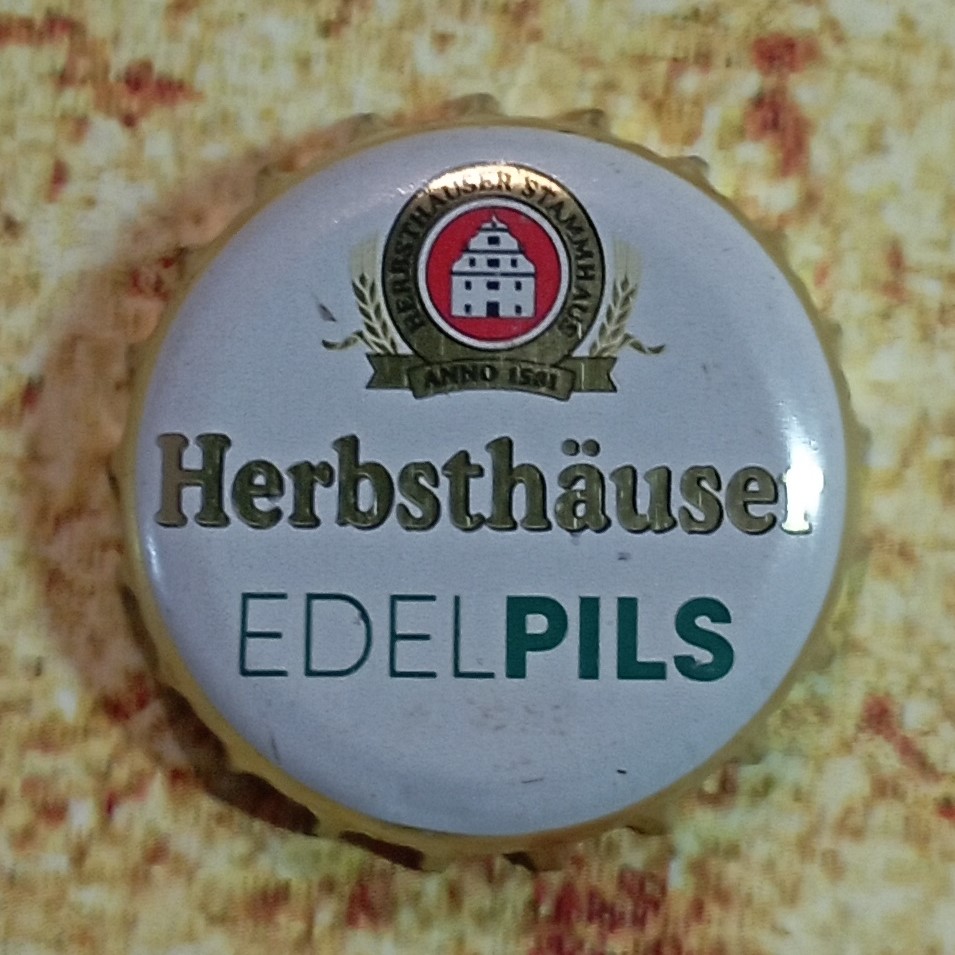 HERBSTHÄUSER STAMMHAUS
ANNO 1581
Herbsthäuser
EDELPILS